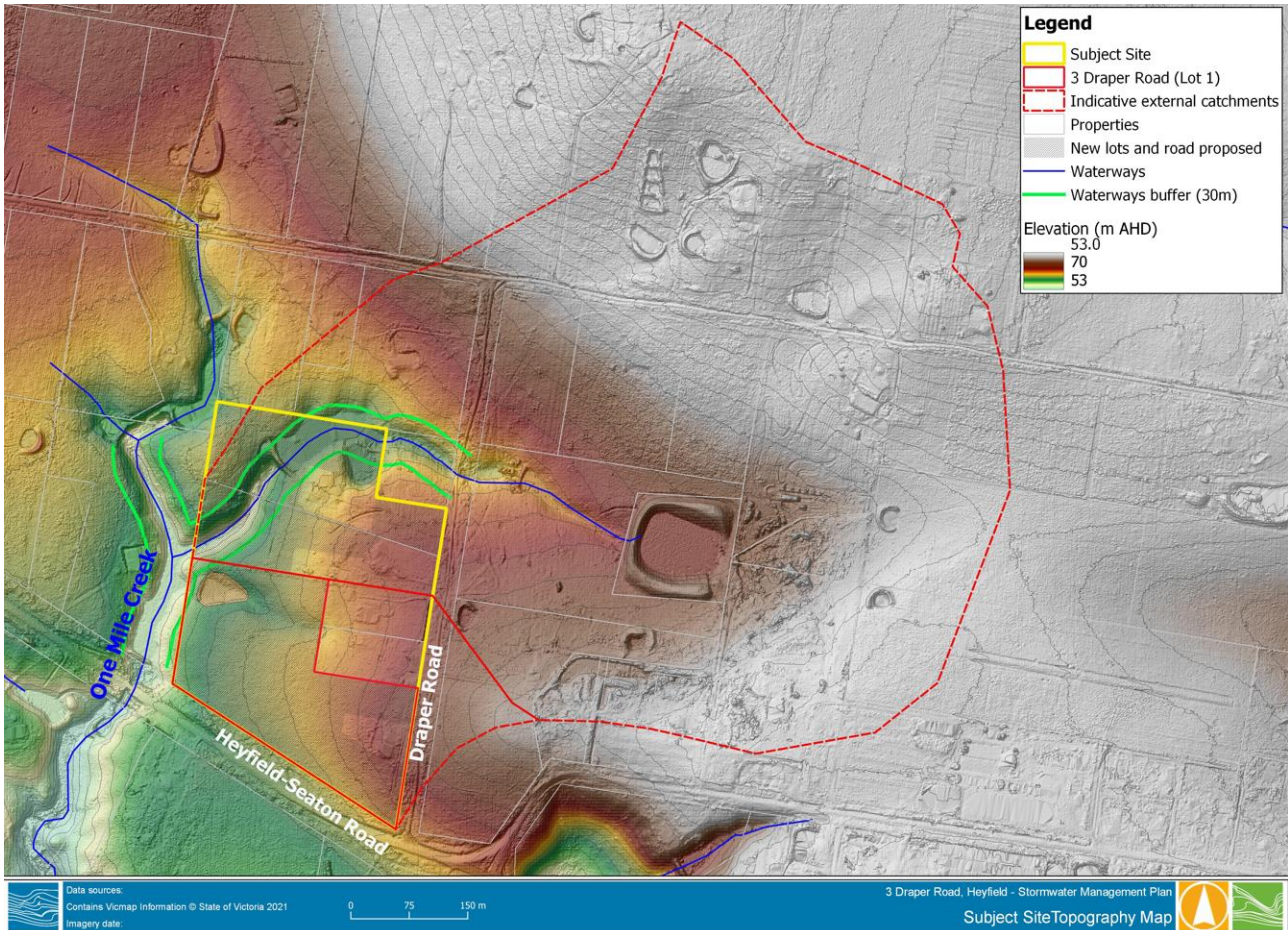 Legend
Subject Site
3 Draper Road (Lot 1)
Indicative external catchments
Properties
New lots and road proposed
Waterways
Waterways buffer (30m)
Elevation (m AHD)
53.0
70
53
One Mile Creek
Draper Road
Heyfield-Seaton Road
Data sources:
Contains Vicmap Information © State of Victoria 2021
Imagery date:
0 75 150 m
3 Draper Road, Heyfield - Stormwater Management Plan
Subject SiteTopography Map